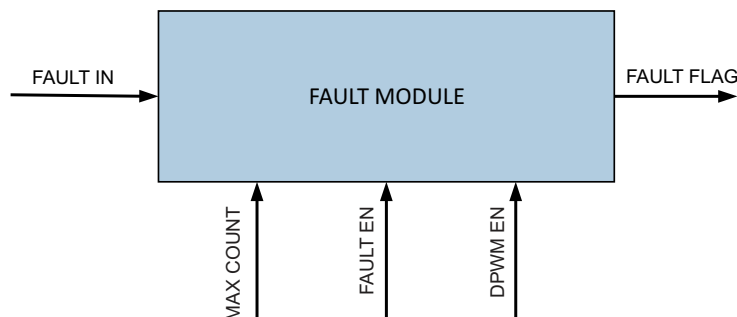 FAULT IN
FAULT MODULE
FAULT FLAG
MAX COUNT
FAULT EN
DPWM EN